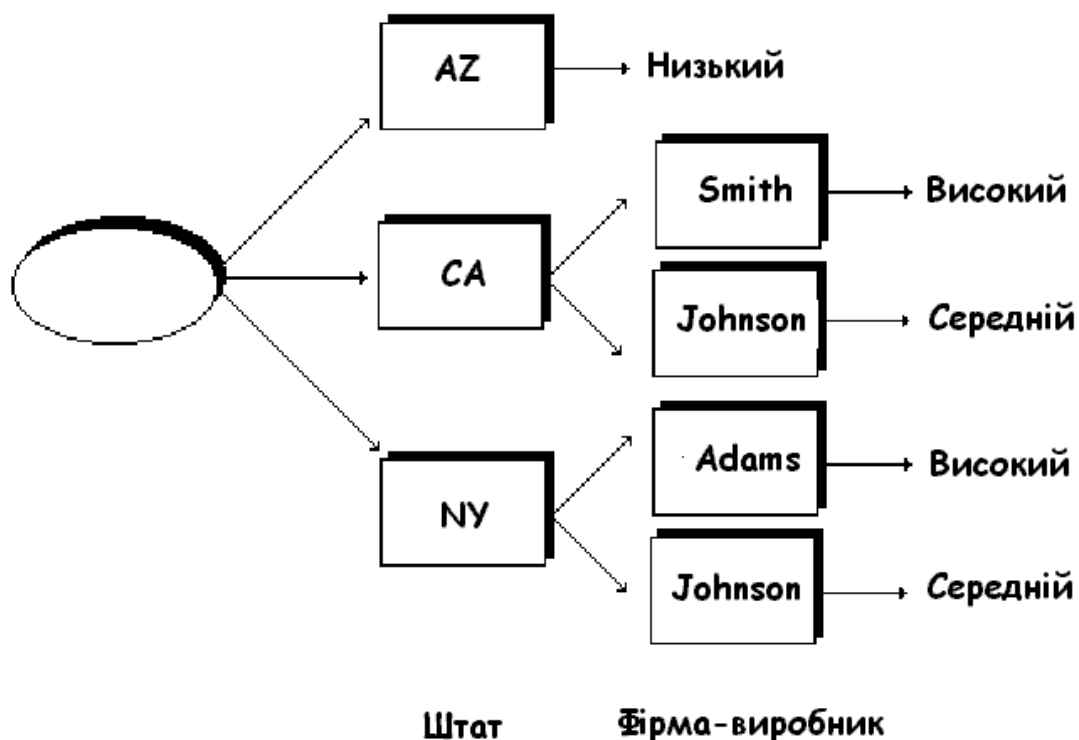 AZ
Низький
Smith
Високий
CA
Johnson
Середній
Adams
Високий
NY
Johnson
Середній
Штат
Фірма-виробник